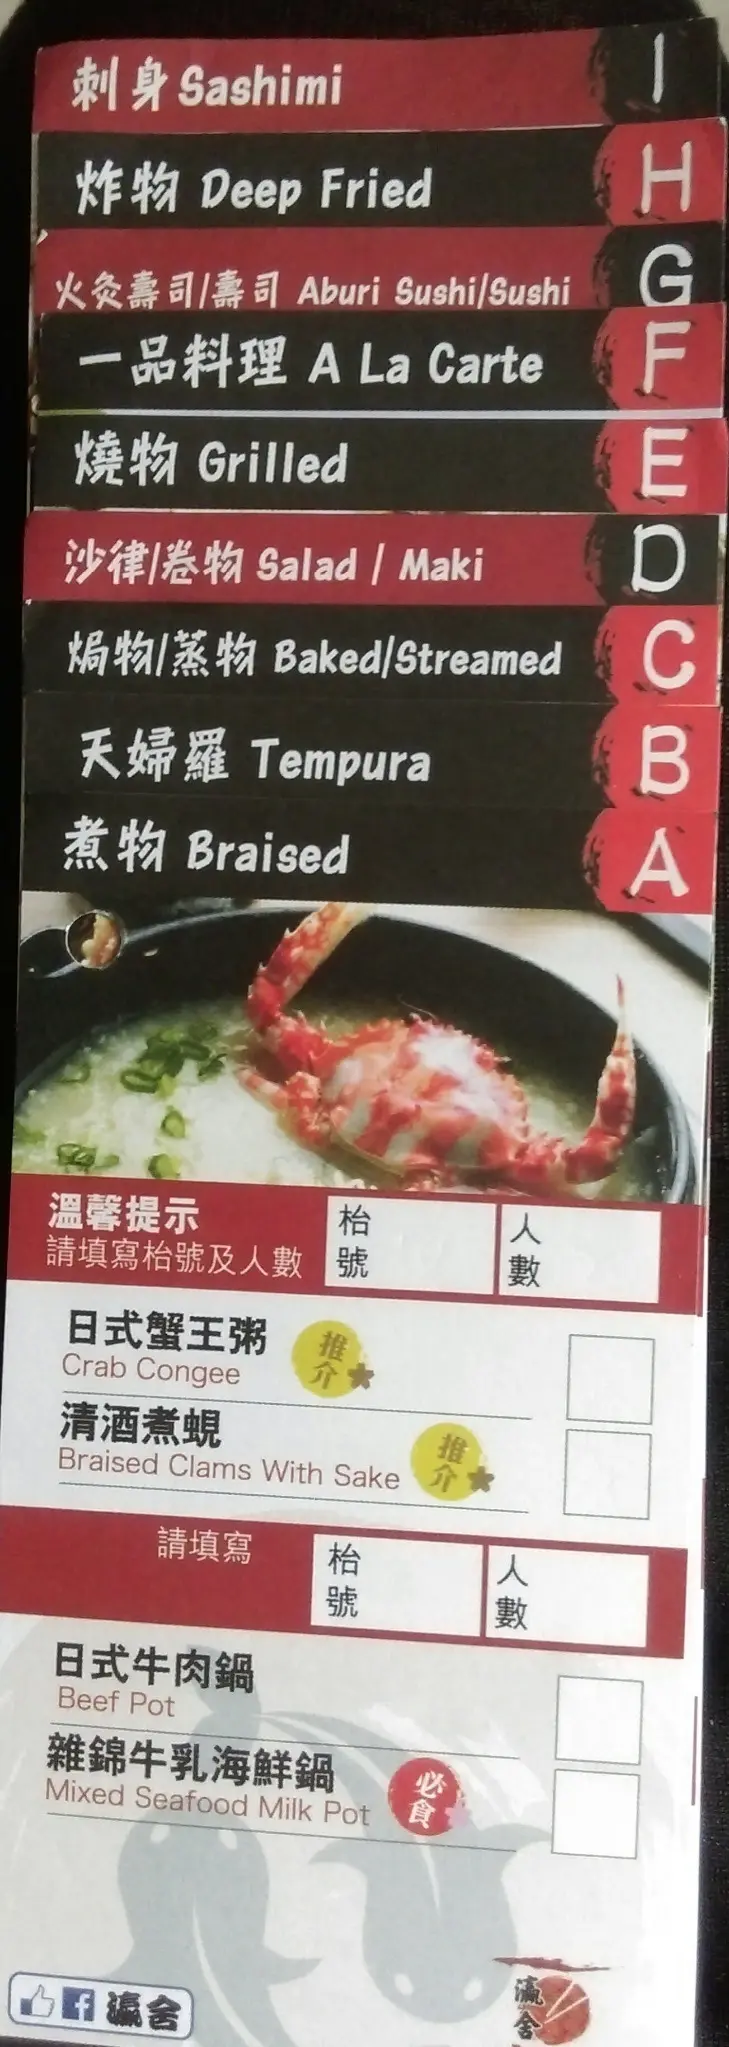 刺身 Sashimi I
炸物 Deep Fried H
火灸壽司/壽司 Aburi Sushi/Sushi G
一品料理 A La Carte F
燒物 Grilled E
沙律/卷物 Salad / Maki D
焗物/蒸物 Baked/Streamed C
天婦羅 Tempura B
煮物 Braised A
溫馨提示
請填寫枱號及人數
枱號
人數
日式蟹王粥 推介
Crab Congee
清酒煮蜆
Braised Clams With Sake 推介
請填寫
枱號
人數
日式牛肉鍋
Beef Pot
雜錦牛乳海鮮鍋
Mixed Seafood Milk Pot 必食
f 瀛舍
瀛舍